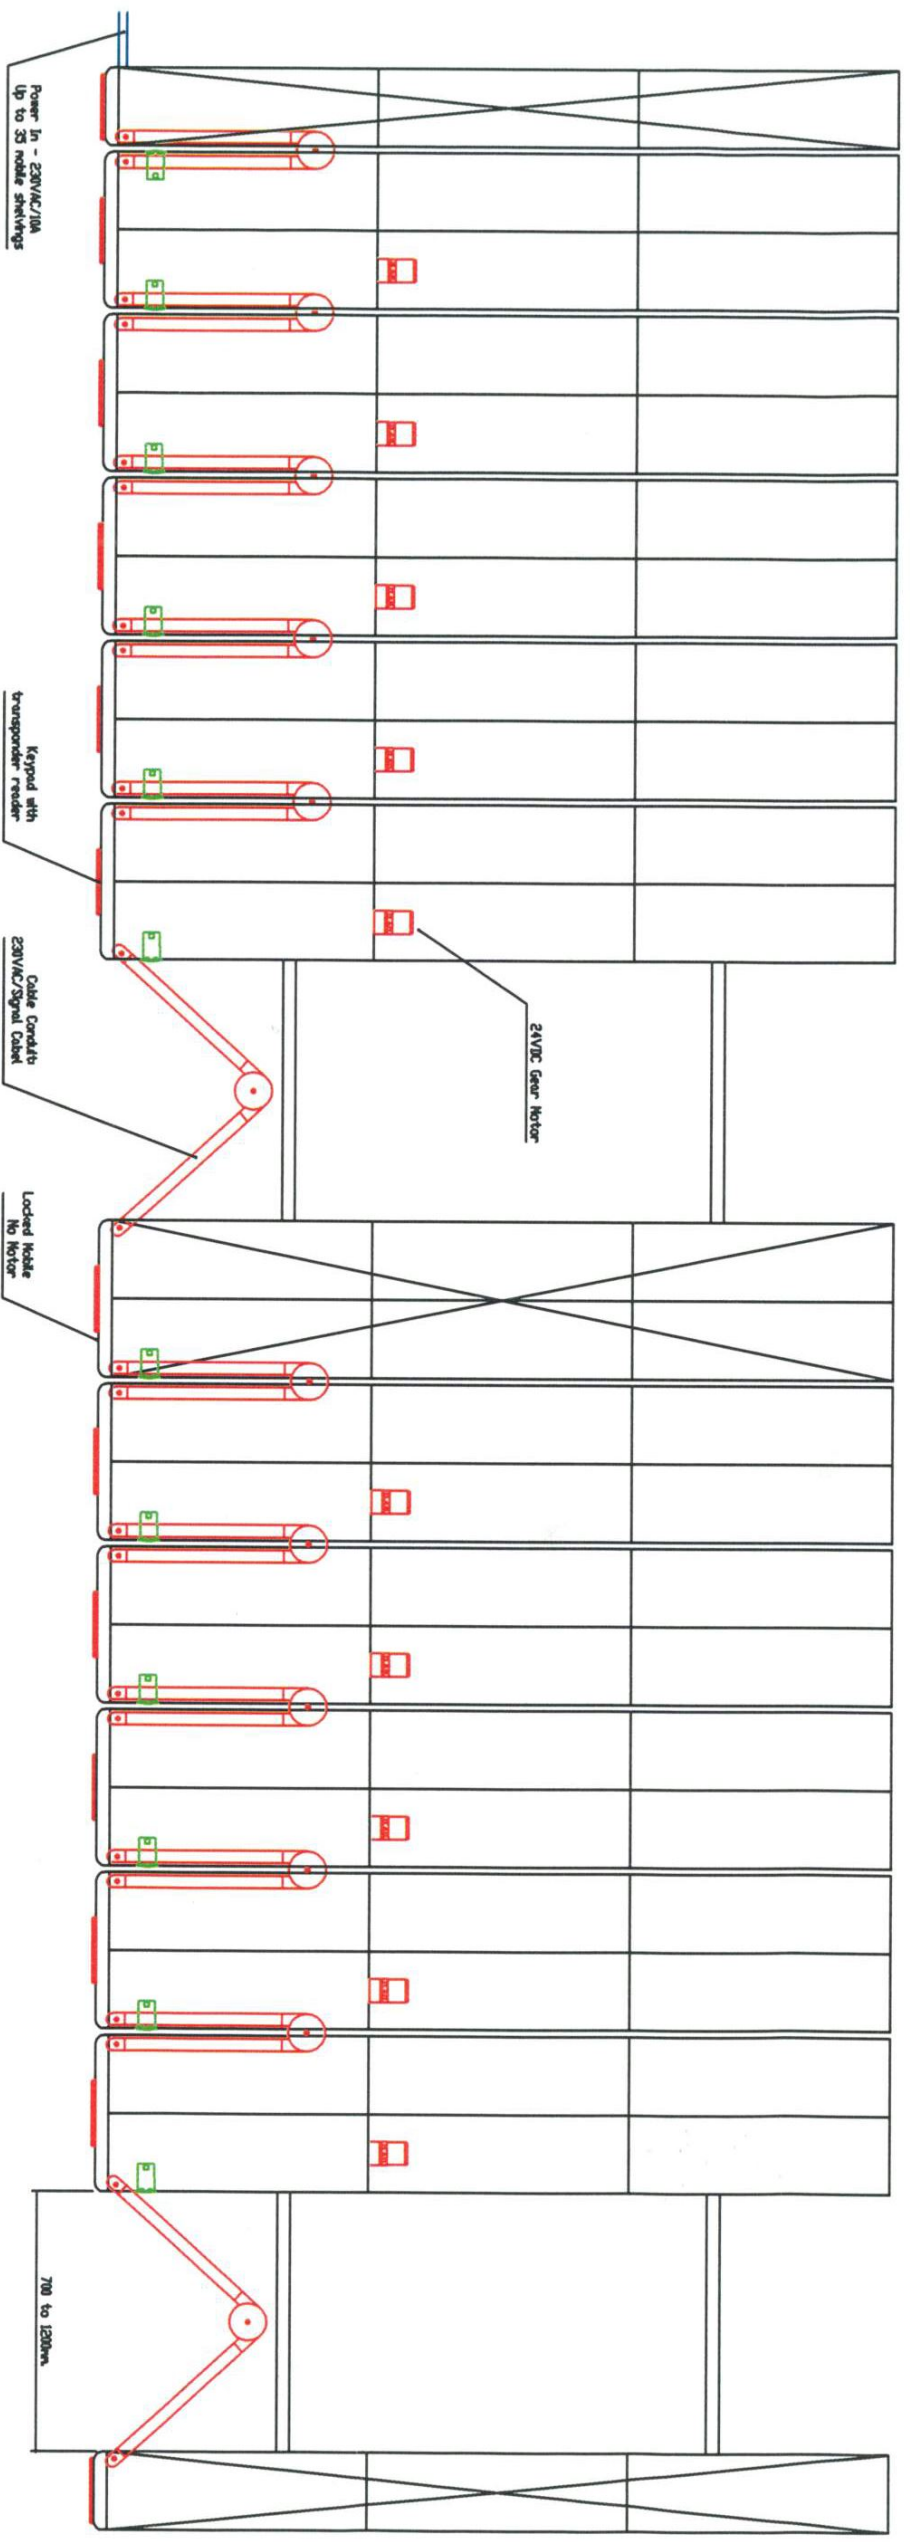 Power In - 230VAC/10A
Up to 35 mobile shelvings
Keypad with
transponder reader
24VDC Gear Motor
Cable Conduit:
230VAC/Signal Cabel
Locked Mobile
No Motor
700 to 1200mm